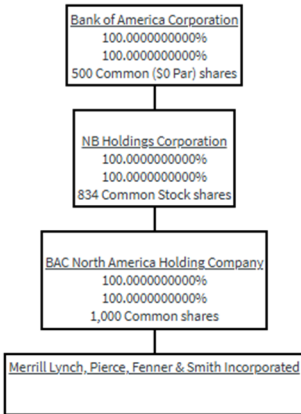 Bank of America Corporation
100.0000000000%
100.0000000000%
500 Common ($0 Par) shares
NB Holdings Corporation
100.0000000000%
100.0000000000%
834 Common Stock shares
BAC North America Holding Company
100.0000000000%
100.0000000000%
1,000 Common shares
Merrill Lynch, Pierce, Fenner & Smith Incorporated